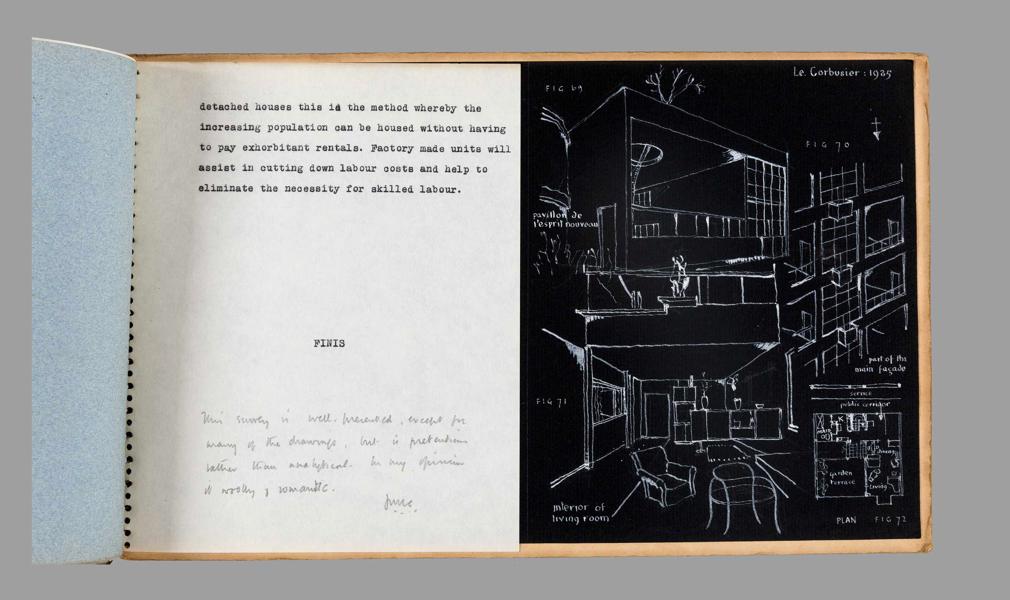 detached houses this is the method whereby the
increasing population can be housed without having
to pay exhorbitant rentals. Factory made units will
assist in cutting down labour costs and help to
eliminate the necessity for skilled labour.
FINIS
This survey is well presented, except for
many of the drawings, but is pretentious
rather than analytical. In my opinion
it woolly & romantic.
Le. Corbusier : 1925
FIG 69
FIG 70
pavillon de
l'esprit nouveau
part of the
main façade
service
public corridor
FIG 71
garden
terrace
living
interior of
living room
PLAN FIG 72